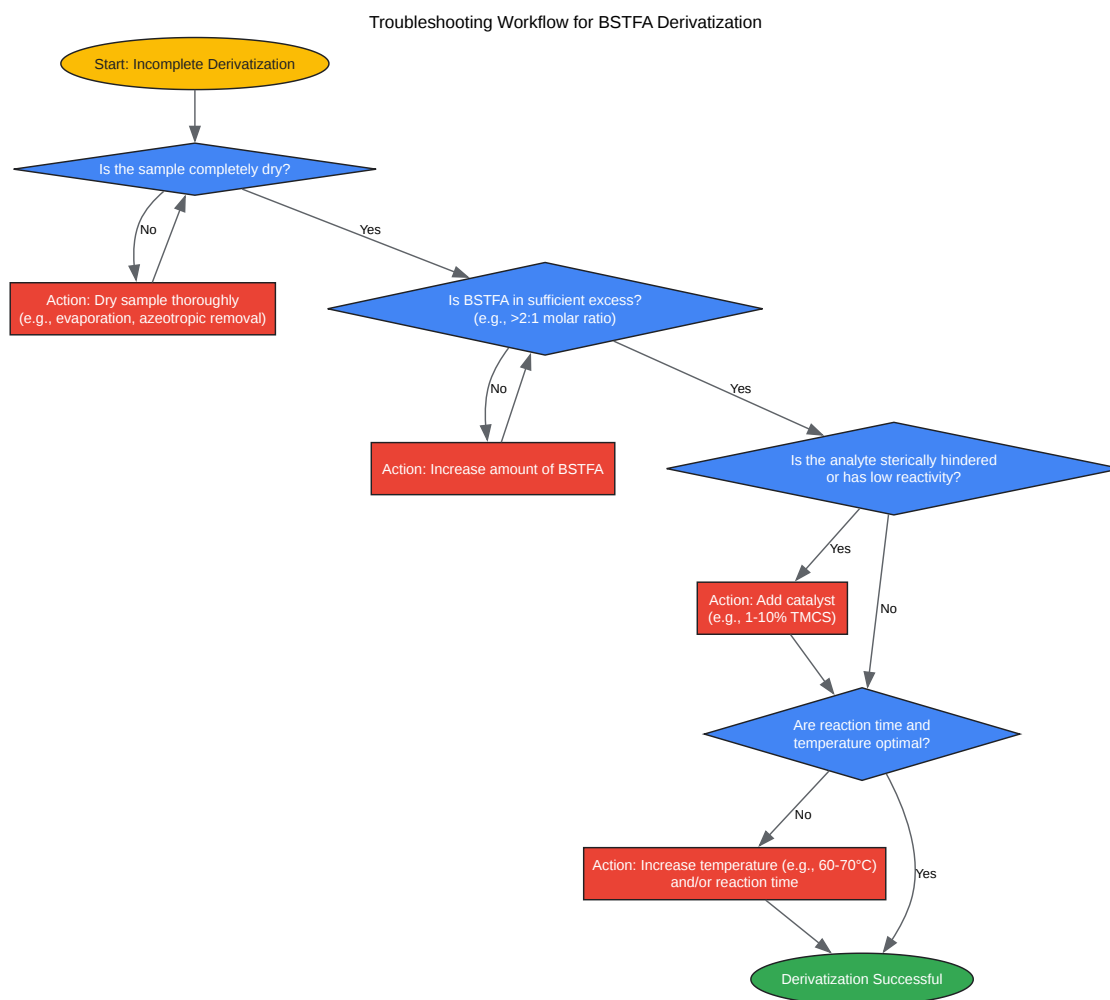 Troubleshooting Workflow for BSTFA Derivatization
Start: Incomplete Derivatization
Is the sample completely dry?
No
Yes
Action: Dry sample thoroughly
(e.g., evaporation, azeotropic removal)
Is BSTFA in sufficient excess?
(e.g., >2:1 molar ratio)
No
Yes
Action: Increase amount of BSTFA
Is the analyte sterically hindered
or has low reactivity?
Yes
No
Action: Add catalyst
(e.g., 1-10% TMCS)
Are reaction time and
temperature optimal?
No
Yes
Action: Increase temperature (e.g., 60-70°C)
and/or reaction time
Derivatization Successful